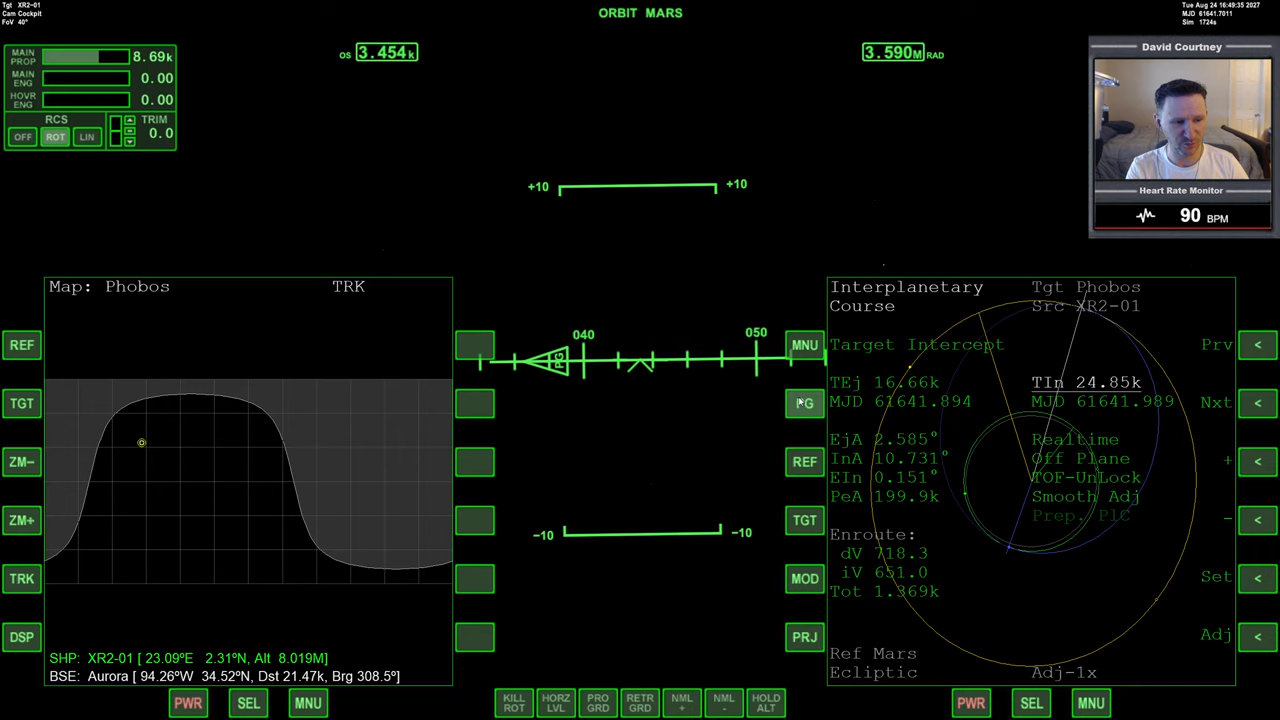 Tgt XR2-01
Cam Cockpit
FoV 40°
ORBIT MARS
Tue Aug 24 16:49:35 2027
MJD 61641.7011
Sim 1724s
MAIN PROP 8.69k
MAIN ENG 0.00
HOVR ENG 0.00
RCS TRIM
0.0
OFF ROT LIN
OS 3.454k
3.590M RAD
David Courtney
Heart Rate Monitor
90 BPM
+10 +10
040 050
PG
-10 -10
Map: Phobos TRK
REF
TGT
ZM-
ZM+
TRK
DSP
SHP: XR2-01 [ 23.09ºE 2.31ºN, Alt 8.019M]
BSE: Aurora [ 94.26ºW 34.52ºN, Dst 21.47k, Brg 308.5º]
PWR SEL MNU
KILL ROT
HORZ LVL
PRO GRD
RETR GRD
NML +
NML -
HOLD ALT
MNU
PG
REF
TGT
MOD
PRJ
Interplanetary Tgt Phobos
Course Src XR2-01
Target Intercept Prv <
TEj 16.66k TIn 24.85k
MJD 61641.894 MJD 61641.989 Nxt <
EjA 2.585° Realtime
InA 10.731° Off Plane + <
EIn 0.151° TOF-UnLock
PeA 199.9k Smooth Adj
Prep. PlC - <
Enroute:
dV 718.3
iV 651.0 Set <
Tot 1.369k
Adj <
Ref Mars
Ecliptic Adj-1x
PWR SEL MNU